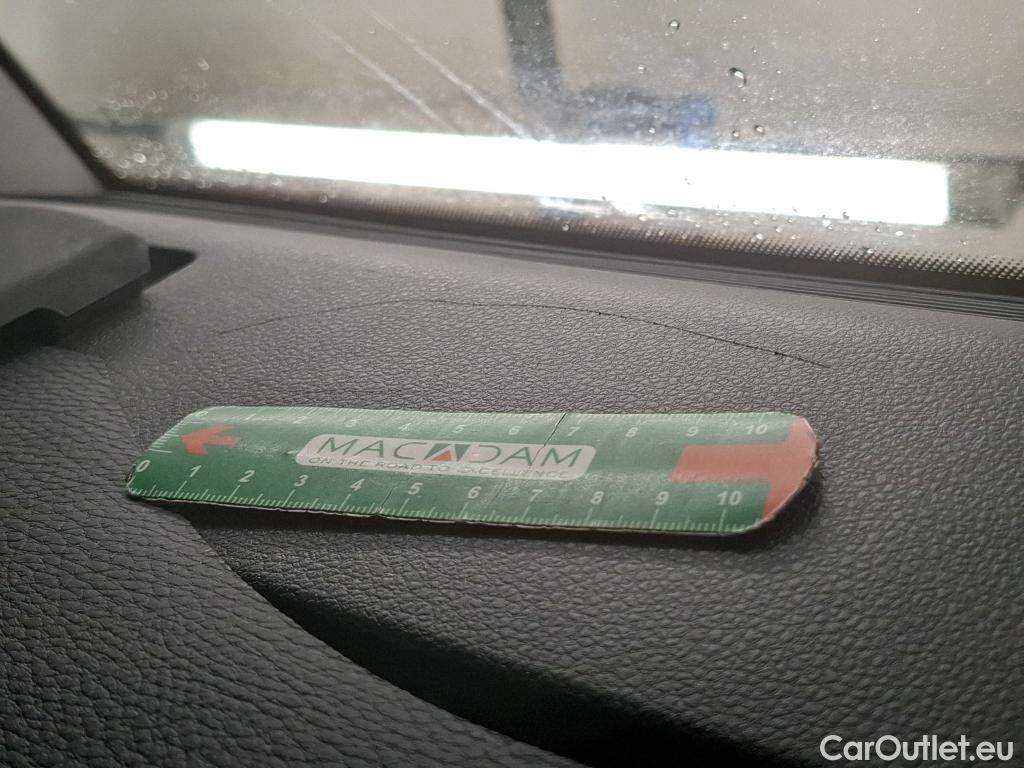 0 1 2 3 4 5 6 7 8 9 10
MACADAM
ON THE ROAD TO EXCELLENCE
0 1 2 3 4 5 6 7 8 9 10
CarOutlet.eu